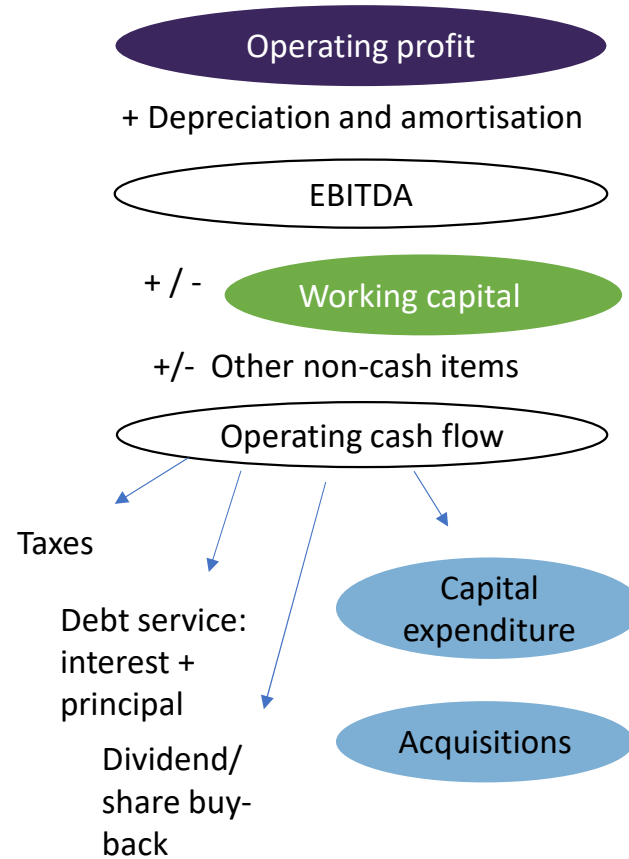 Operating profit
+ Depreciation and amortisation
EBITDA
+ / -
Working capital
+/- Other non-cash items
Operating cash flow
Taxes
Debt service:
interest +
principal
Dividend/
share buy-
back
Capital
expenditure
Acquisitions